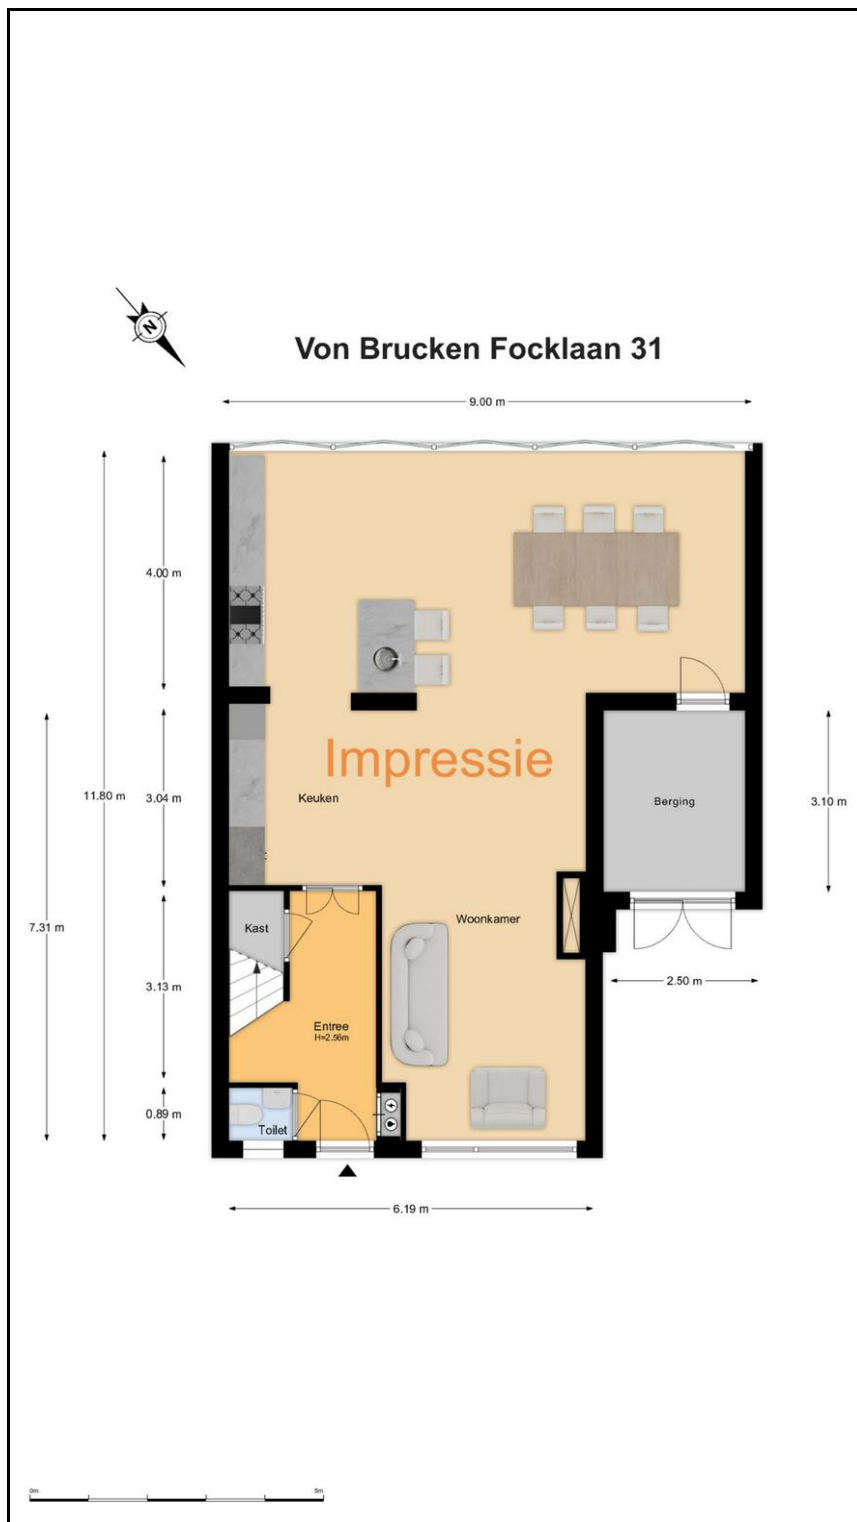 N
Von Brucken Focklaan 31
9.00 m
4.00 m
11.80 m
3.04 m
7.31 m
3.13 m
0.89 m
Impressie
Keuken
Berging
3.10 m
Kast
Woonkamer
2.50 m
Entree
H=2.56m
Toilet
6.19 m
0m
5m